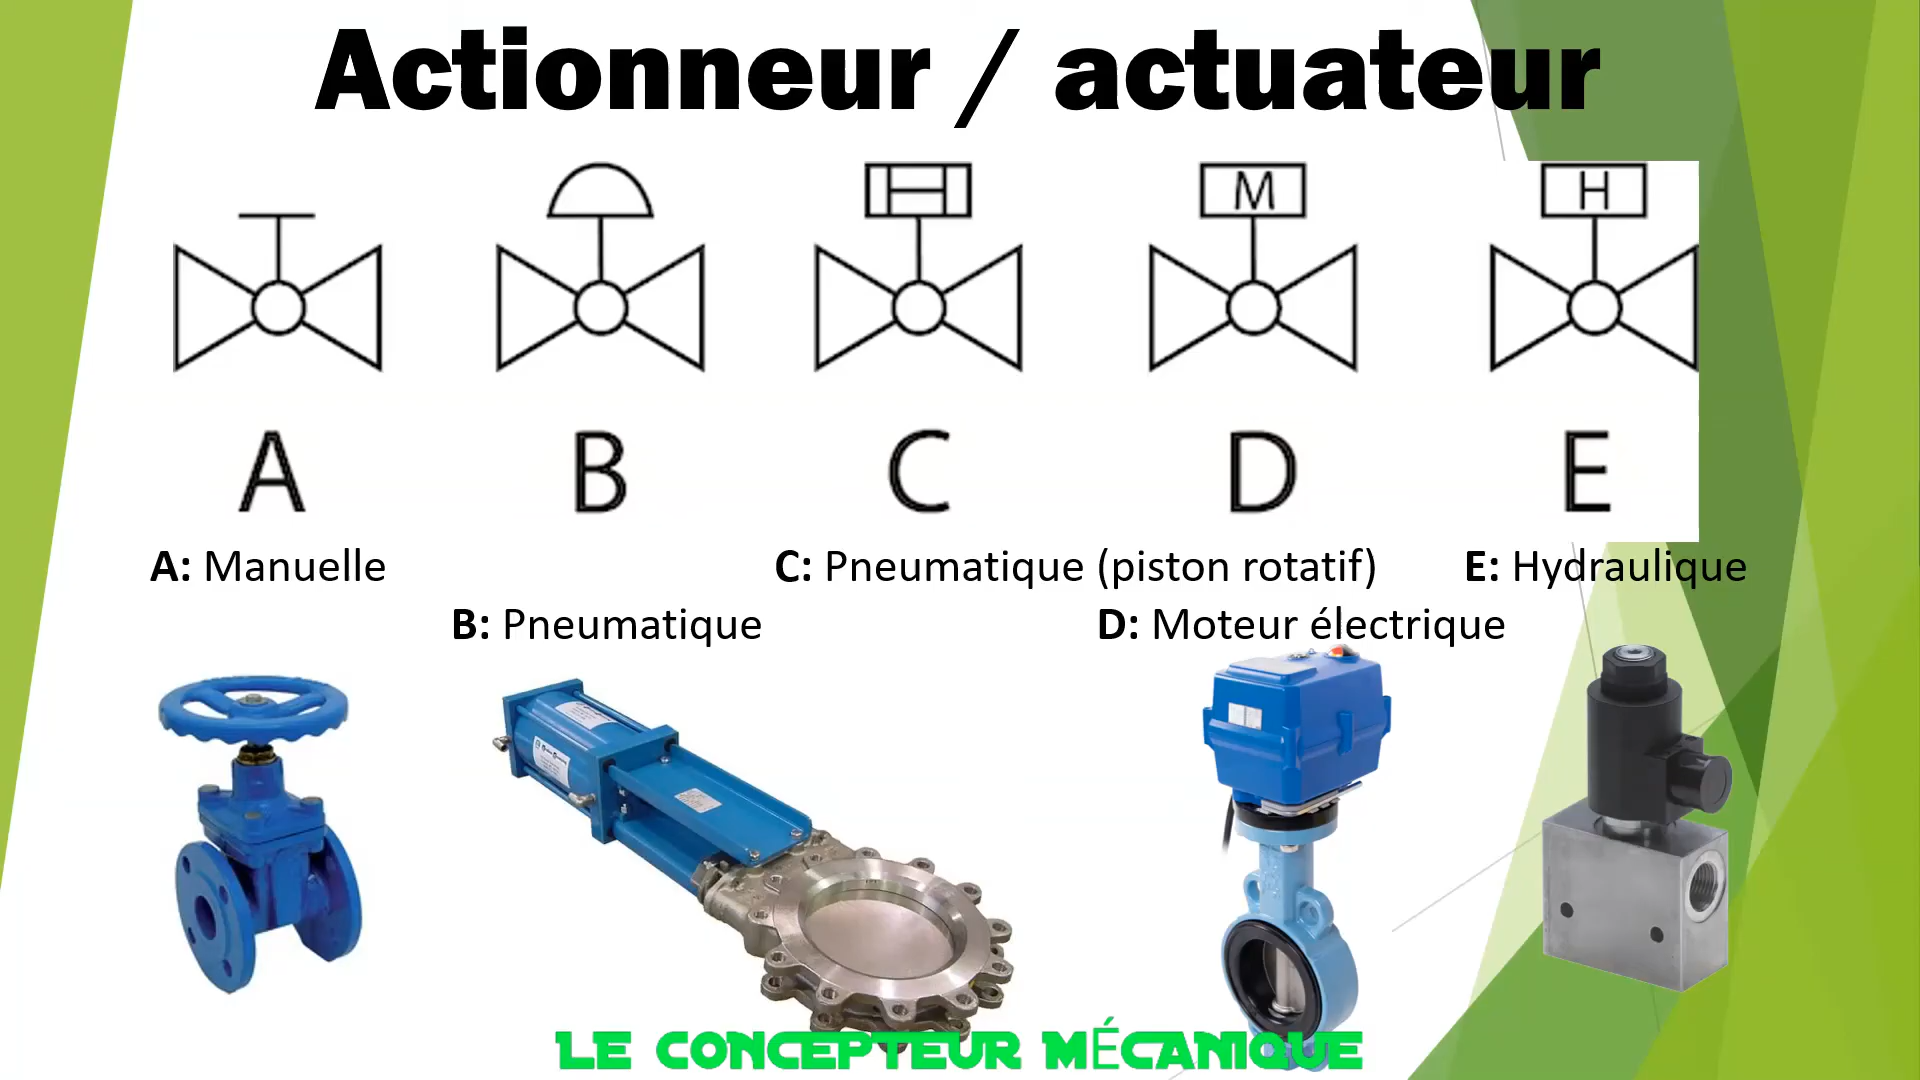 Actionneur / actuateur
M
H
A
B
C
D
E
A: Manuelle
C: Pneumatique (piston rotatif)
E: Hydraulique
B: Pneumatique
D: Moteur électrique
LE CONCEPTEUR MÉCANIQUE